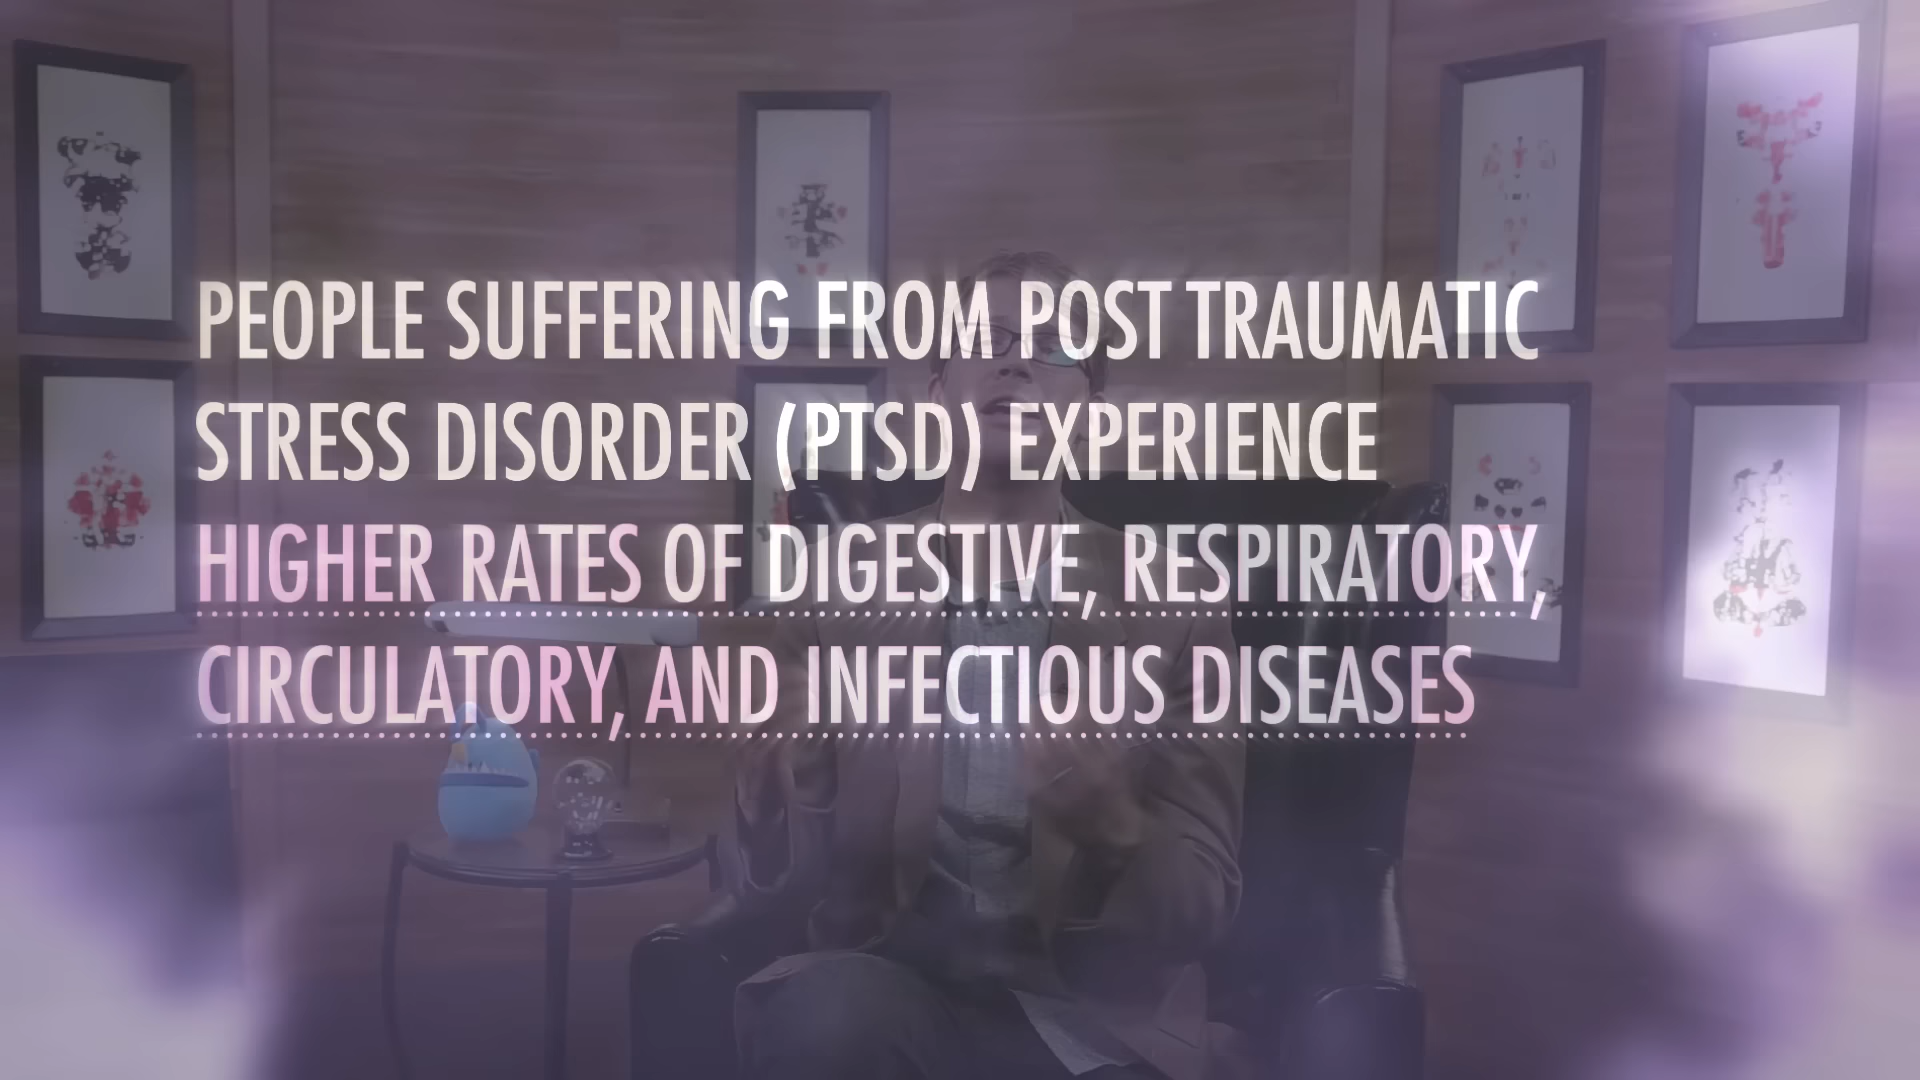 PEOPLE SUFFERING FROM POST TRAUMATIC
STRESS DISORDER (PTSD) EXPERIENCE
HIGHER RATES OF DIGESTIVE, RESPIRATORY,
CIRCULATORY, AND INFECTIOUS DISEASES